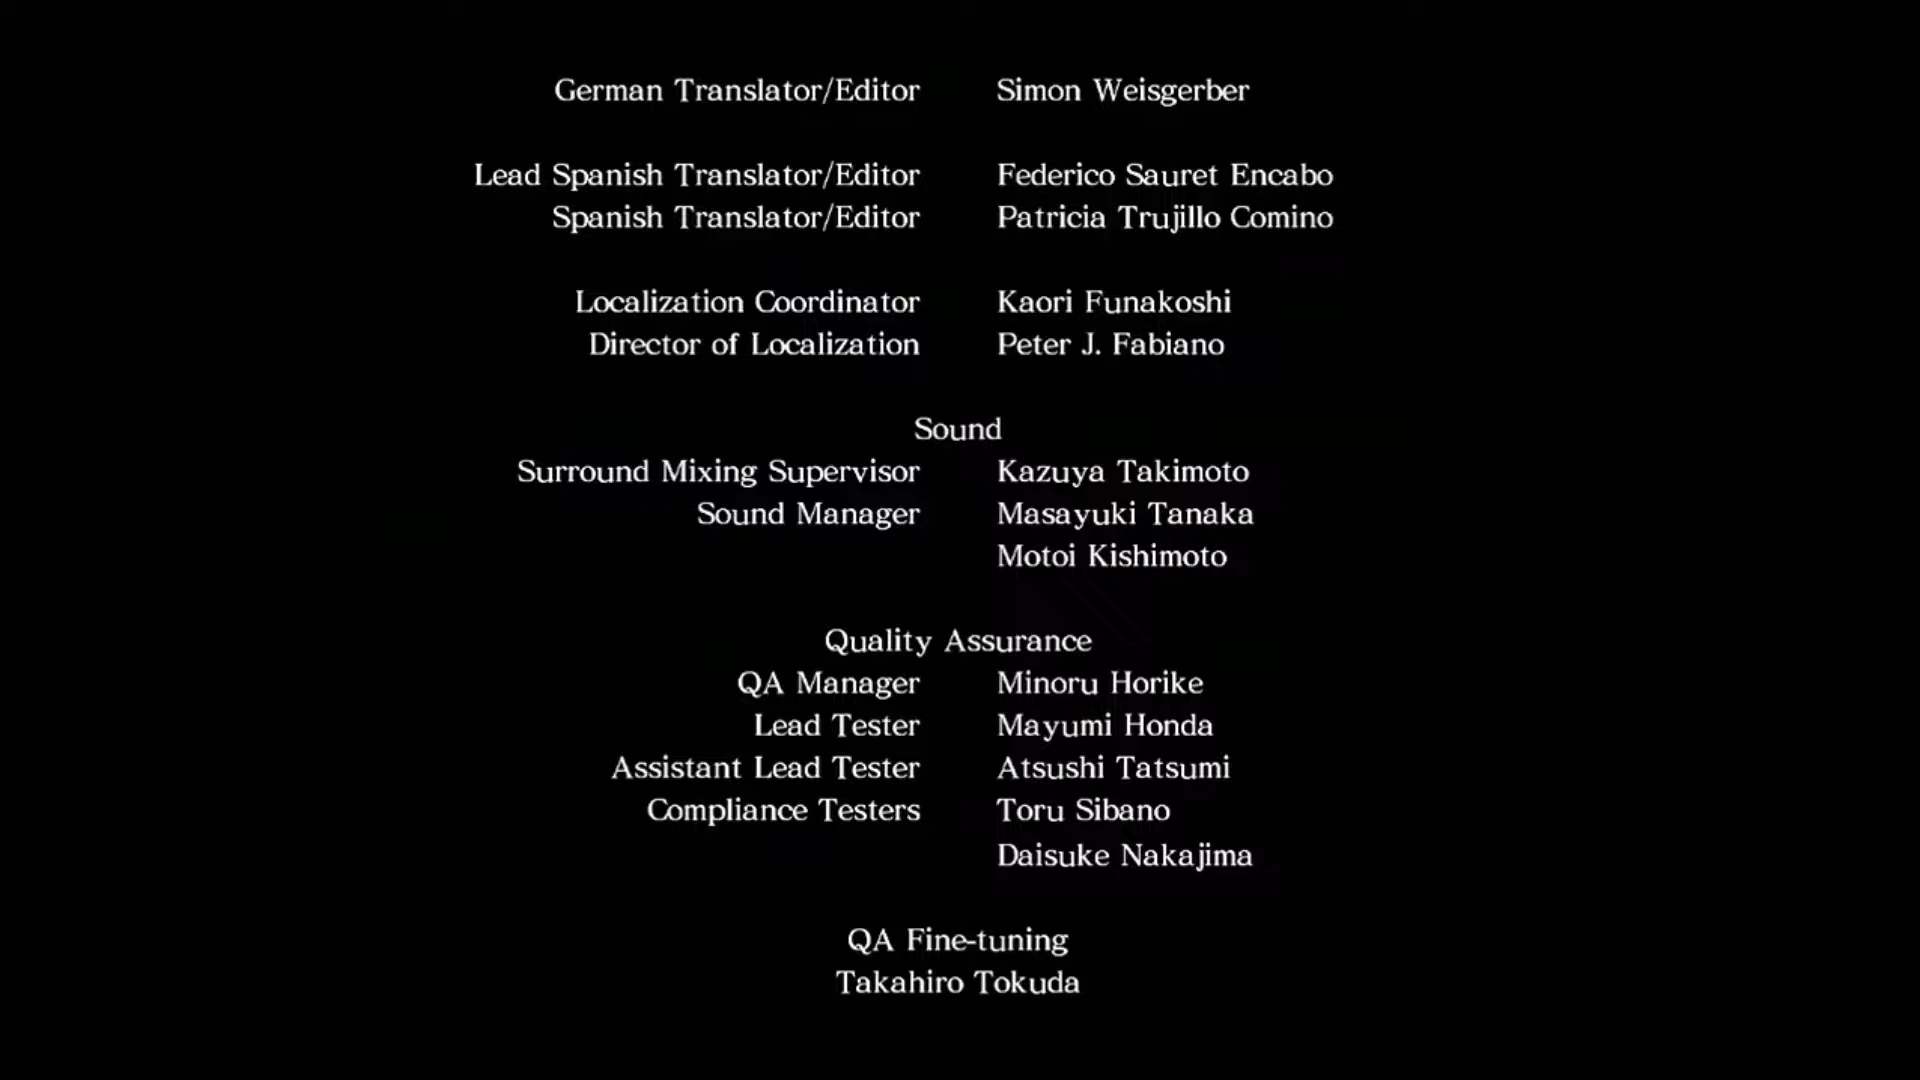 German Translator/Editor Simon Weisgerber
Lead Spanish Translator/Editor Federico Sauret Encabo
Spanish Translator/Editor Patricia Trujillo Comino
Localization Coordinator Kaori Funakoshi
Director of Localization Peter J. Fabiano
Sound
Surround Mixing Supervisor Kazuya Takimoto
Sound Manager Masayuki Tanaka
Motoi Kishimoto
Quality Assurance
QA Manager Minoru Horike
Lead Tester Mayumi Honda
Assistant Lead Tester Atsushi Tatsumi
Compliance Testers Toru Sibano
Daisuke Nakajima
QA Fine-tuning
Takahiro Tokuda